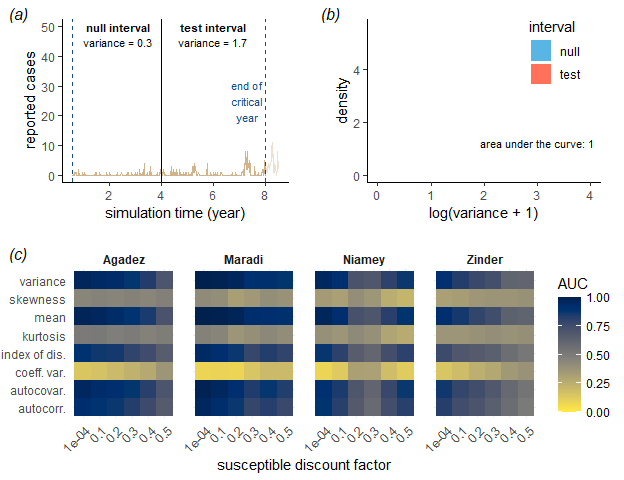 (a)
null interval
variance = 0.3
test interval
variance = 1.7
end of
critical
year
reported cases
50
40
30
20
10
0
2
4
6
8
simulation time (year)
(b)
interval
null
test
area under the curve: 1
density
4
2
0
0
1
2
3
4
log(variance + 1)
(c)
Agadez
Maradi
Niamey
Zinder
variance
skewness
mean
kurtosis
index of dis.
coeff. var.
autocovar.
autocorr.
1e-04 0.1 0.2 0.3 0.4 0.5
1e-04 0.1 0.2 0.3 0.4 0.5
1e-04 0.1 0.2 0.3 0.4 0.5
1e-04 0.1 0.2 0.3 0.4 0.5
susceptible discount factor
AUC
1.00
0.75
0.50
0.25
0.00